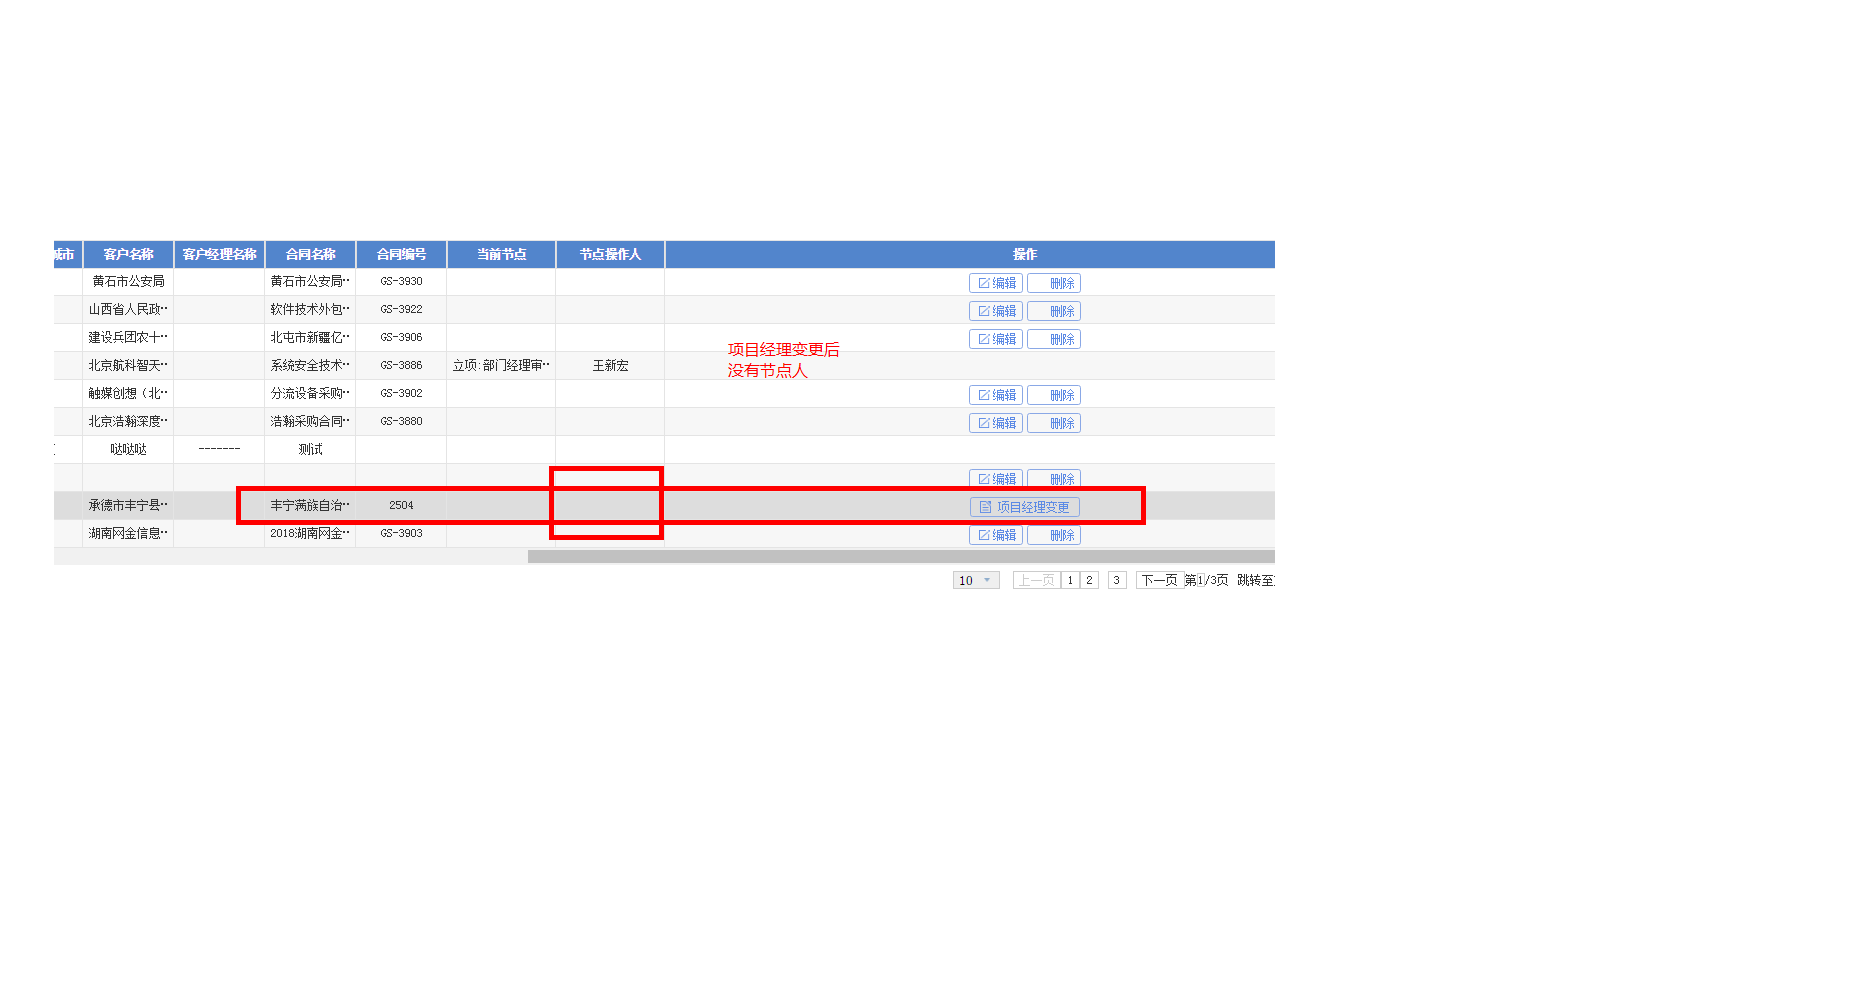 城市 客户名称 客户经理名称 合同名称 合同编号 当前节点 节点操作人 操作
黄石市公安局 黄石市公安局·· GS-3930 编辑 删除
山西省人民政·· 软件技术外包·· GS-3922 编辑 删除
建设兵团农十·· 北屯市新疆亿·· GS-3906 编辑 删除
项目经理变更后
没有节点人
北京航科智天·· 系统安全技术·· GS-3886 立项:部门经理审·· 王新宏
触媒创想（北·· 分流设备采购·· GS-3902 编辑 删除
北京浩瀚深度·· 浩瀚采购合同·· GS-3880 编辑 删除
哒哒哒 ------- 测试
编辑 删除
承德市丰宁县·· 丰宁满族自治·· 2504 项目经理变更
湖南网金信息·· 2018湖南网金·· GS-3903 编辑 删除
10 上一页 1 2 3 下一页 第1/3页 跳转至